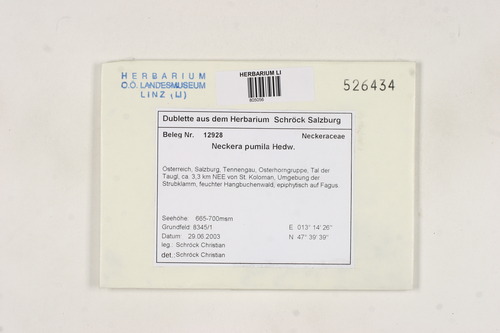 HERBARIUM
O.Ö. LANDESMUSEUM
LINZ (LI)
HERBARIUM LI
526434
Dublette aus dem Herbarium Schröck Salzburg
Beleg Nr. 12928 Neckeraceae
Neckera pumila Hedw.
Österreich, Salzburg, Tennengau, Osterhorngruppe, Tal der
Taugl, ca. 3,3 km NEE von St. Koloman, Umgebung der
Strubklamm, feuchter Hangbuchenwald, epiphytisch auf Fagus.
Seehöhe: 665-700msm
Grundfeld: 8345/1 E 013° 14' 26"
Datum: 29.06.2003 N 47° 39' 39"
leg.: Schröck Christian
det.: Schröck Christian